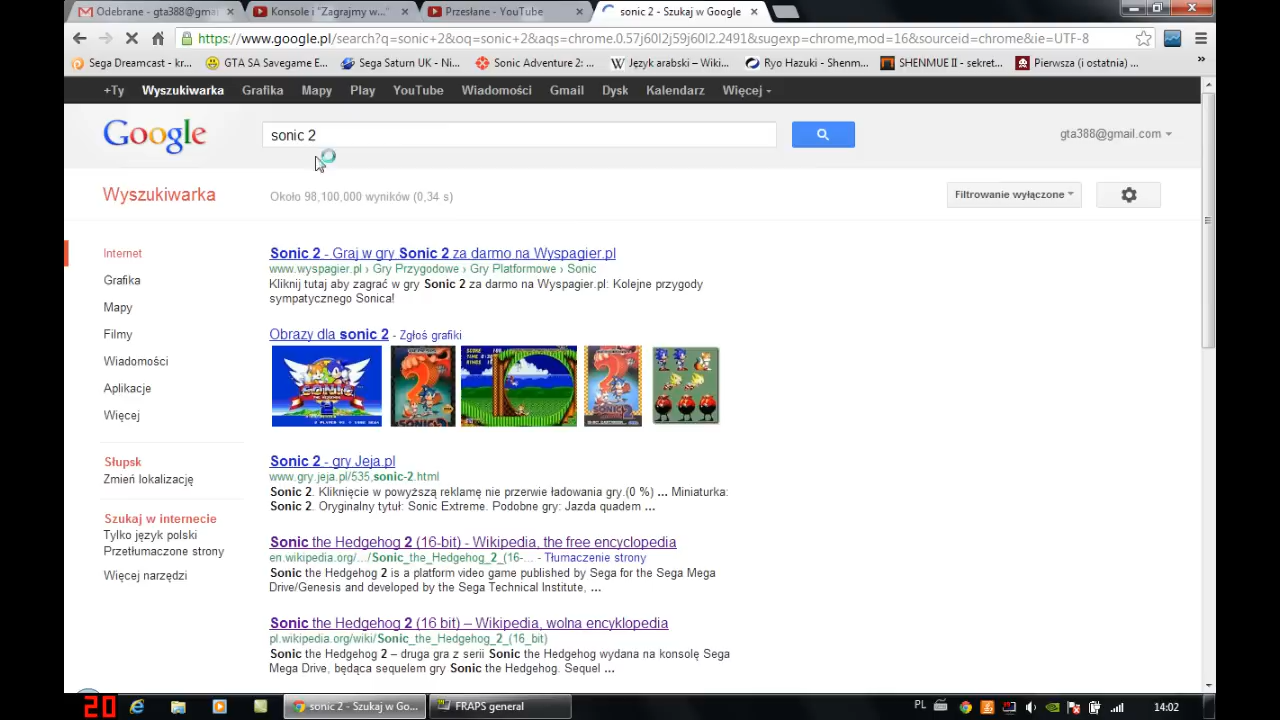 Odebrane - gta388@gma
Konsole i "Zagrajmy w..."
Przesłane - YouTube
sonic 2 - Szukaj w Google
https://www.google.pl/search?q=sonic+2&oq=sonic+2&aqs=chrome.0.57j60l2j59j60l2.2491&sugexp=chrome,mod=16&sourceid=chrome&ie=UTF-8
Sega Dreamcast - kr...
GTA SA Savegame E...
Sega Saturn UK - Ni...
Sonic Adventure 2: ...
Język arabski – Wiki...
Ryo Hazuki - Shenm...
SHENMUE II - sekret...
Pierwsza (i ostatnia) ...
+Ty Wyszukiwarka Grafika Mapy Play YouTube Wiadomości Gmail Dysk Kalendarz Więcej
Google
sonic 2
gta388@gmail.com
Wyszukiwarka
Około 98,100,000 wyników (0,34 s)
Filtrowanie wyłączone
Internet
Grafika
Mapy
Filmy
Wiadomości
Aplikacje
Więcej
Słupsk
Zmień lokalizację
Szukaj w internecie
Tylko język polski
Przetłumaczone strony
Więcej narzędzi
Sonic 2 - Graj w gry Sonic 2 za darmo na Wyspagier.pl
www.wyspagier.pl › Gry Przygodowe › Gry Platformowe › Sonic
Kliknij tutaj aby zagrać w gry Sonic 2 za darmo na Wyspagier.pl: Kolejne przygody
sympatycznego Sonica!
Obrazy dla sonic 2 - Zgłoś grafiki
Sonic 2 - gry Jeja.pl
www.gry.jeja.pl/535,sonic-2.html
Sonic 2. Kliknięcie w powyższą reklamę nie przerwie ładowania gry.(0 %) ... Miniaturka:
Sonic 2. Oryginalny tytuł: Sonic Extreme. Podobne gry: Jazda quadem ...
Sonic the Hedgehog 2 (16-bit) - Wikipedia, the free encyclopedia
en.wikipedia.org/.../Sonic_the_Hedgehog_2_(16-... - Tłumaczenie strony
Sonic the Hedgehog 2 is a platform video game published by Sega for the Sega Mega
Drive/Genesis and developed by the Sega Technical Institute, ...
Sonic the Hedgehog 2 (16 bit) – Wikipedia, wolna encyklopedia
pl.wikipedia.org/wiki/Sonic_the_Hedgehog_2_(16_bit)
Sonic the Hedgehog 2 – druga gra z serii Sonic the Hedgehog wydana na konsolę Sega
Mega Drive, będąca sequelem gry Sonic the Hedgehog. Sequel ...
20
sonic 2 - Szukaj w Go...
FRAPS general
PL
14:02